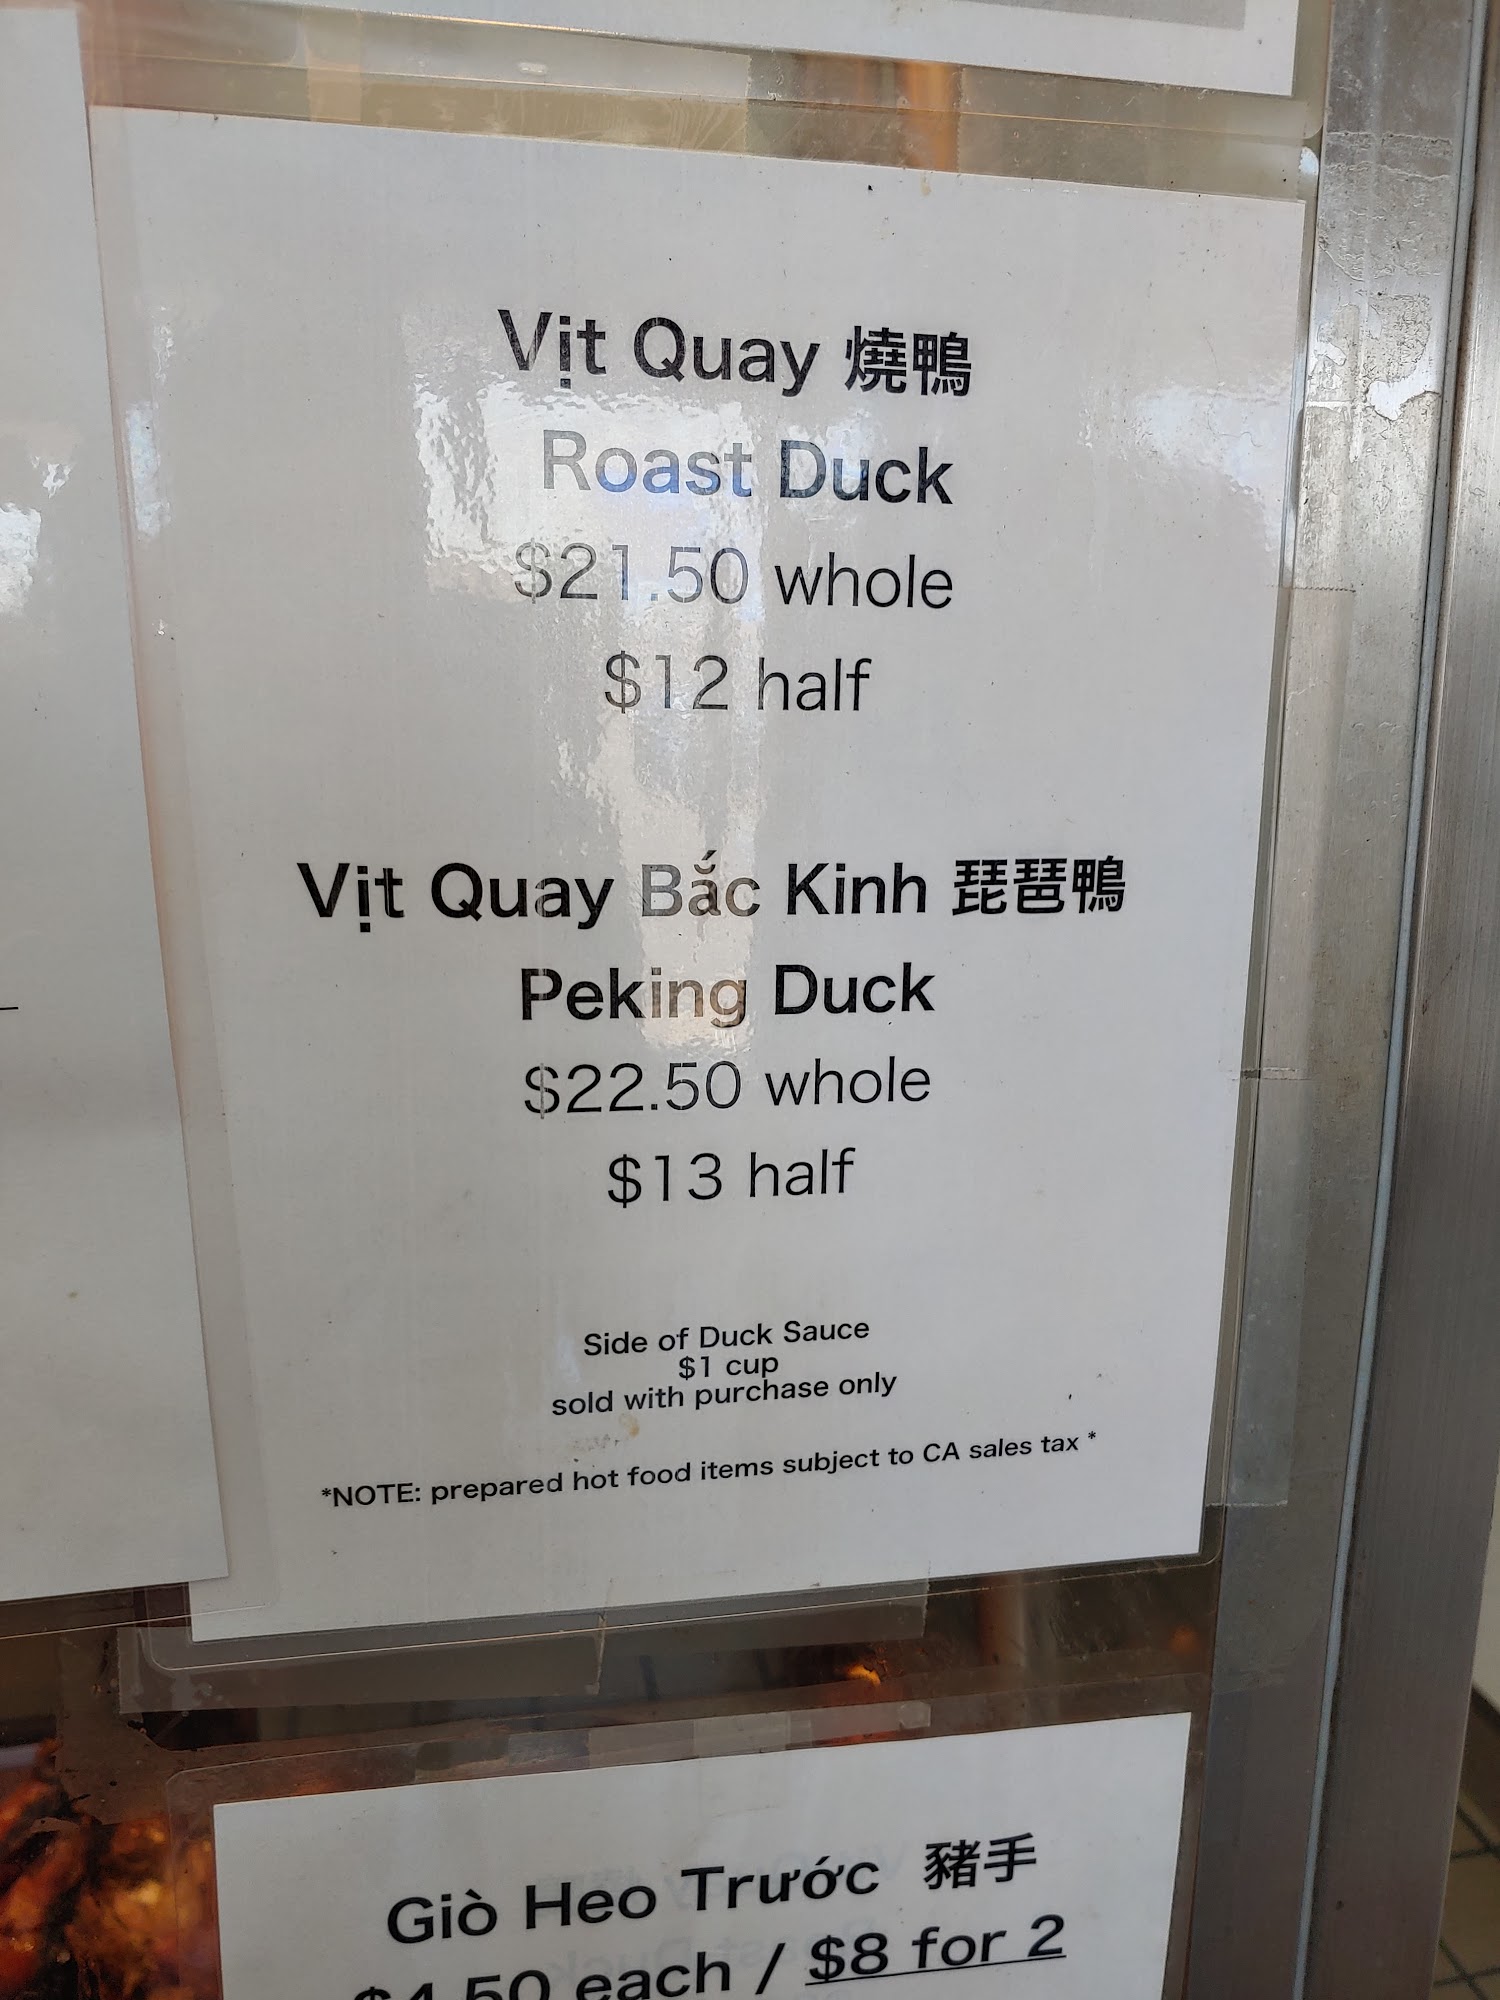 Vịt Quay 燒鴨
Roast Duck
$21.50 whole
$12 half
Vịt Quay Bắc Kinh 琵琶鴨
Peking Duck
$22.50 whole
$13 half
Side of Duck Sauce
$1 cup
sold with purchase only
*NOTE: prepared hot food items subject to CA sales tax *
Giò Heo Trước 豬手
$4.50 each / $8 for 2